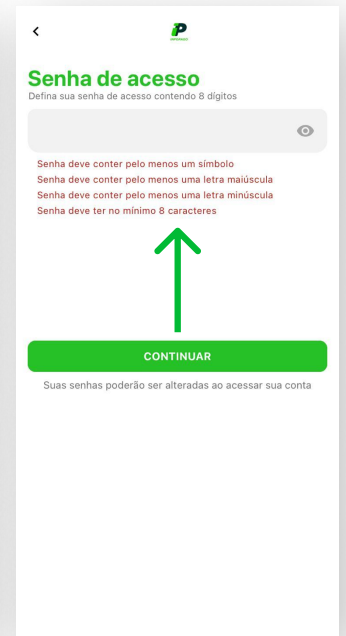 Senha de acesso
Defina sua senha de acesso contendo 8 dígitos
Senha deve conter pelo menos um símbolo
Senha deve conter pelo menos uma letra maiúscula
Senha deve conter pelo menos uma letra minúscula
Senha deve ter no mínimo 8 caracteres
CONTINUAR
Suas senhas poderão ser alteradas ao acessar sua conta